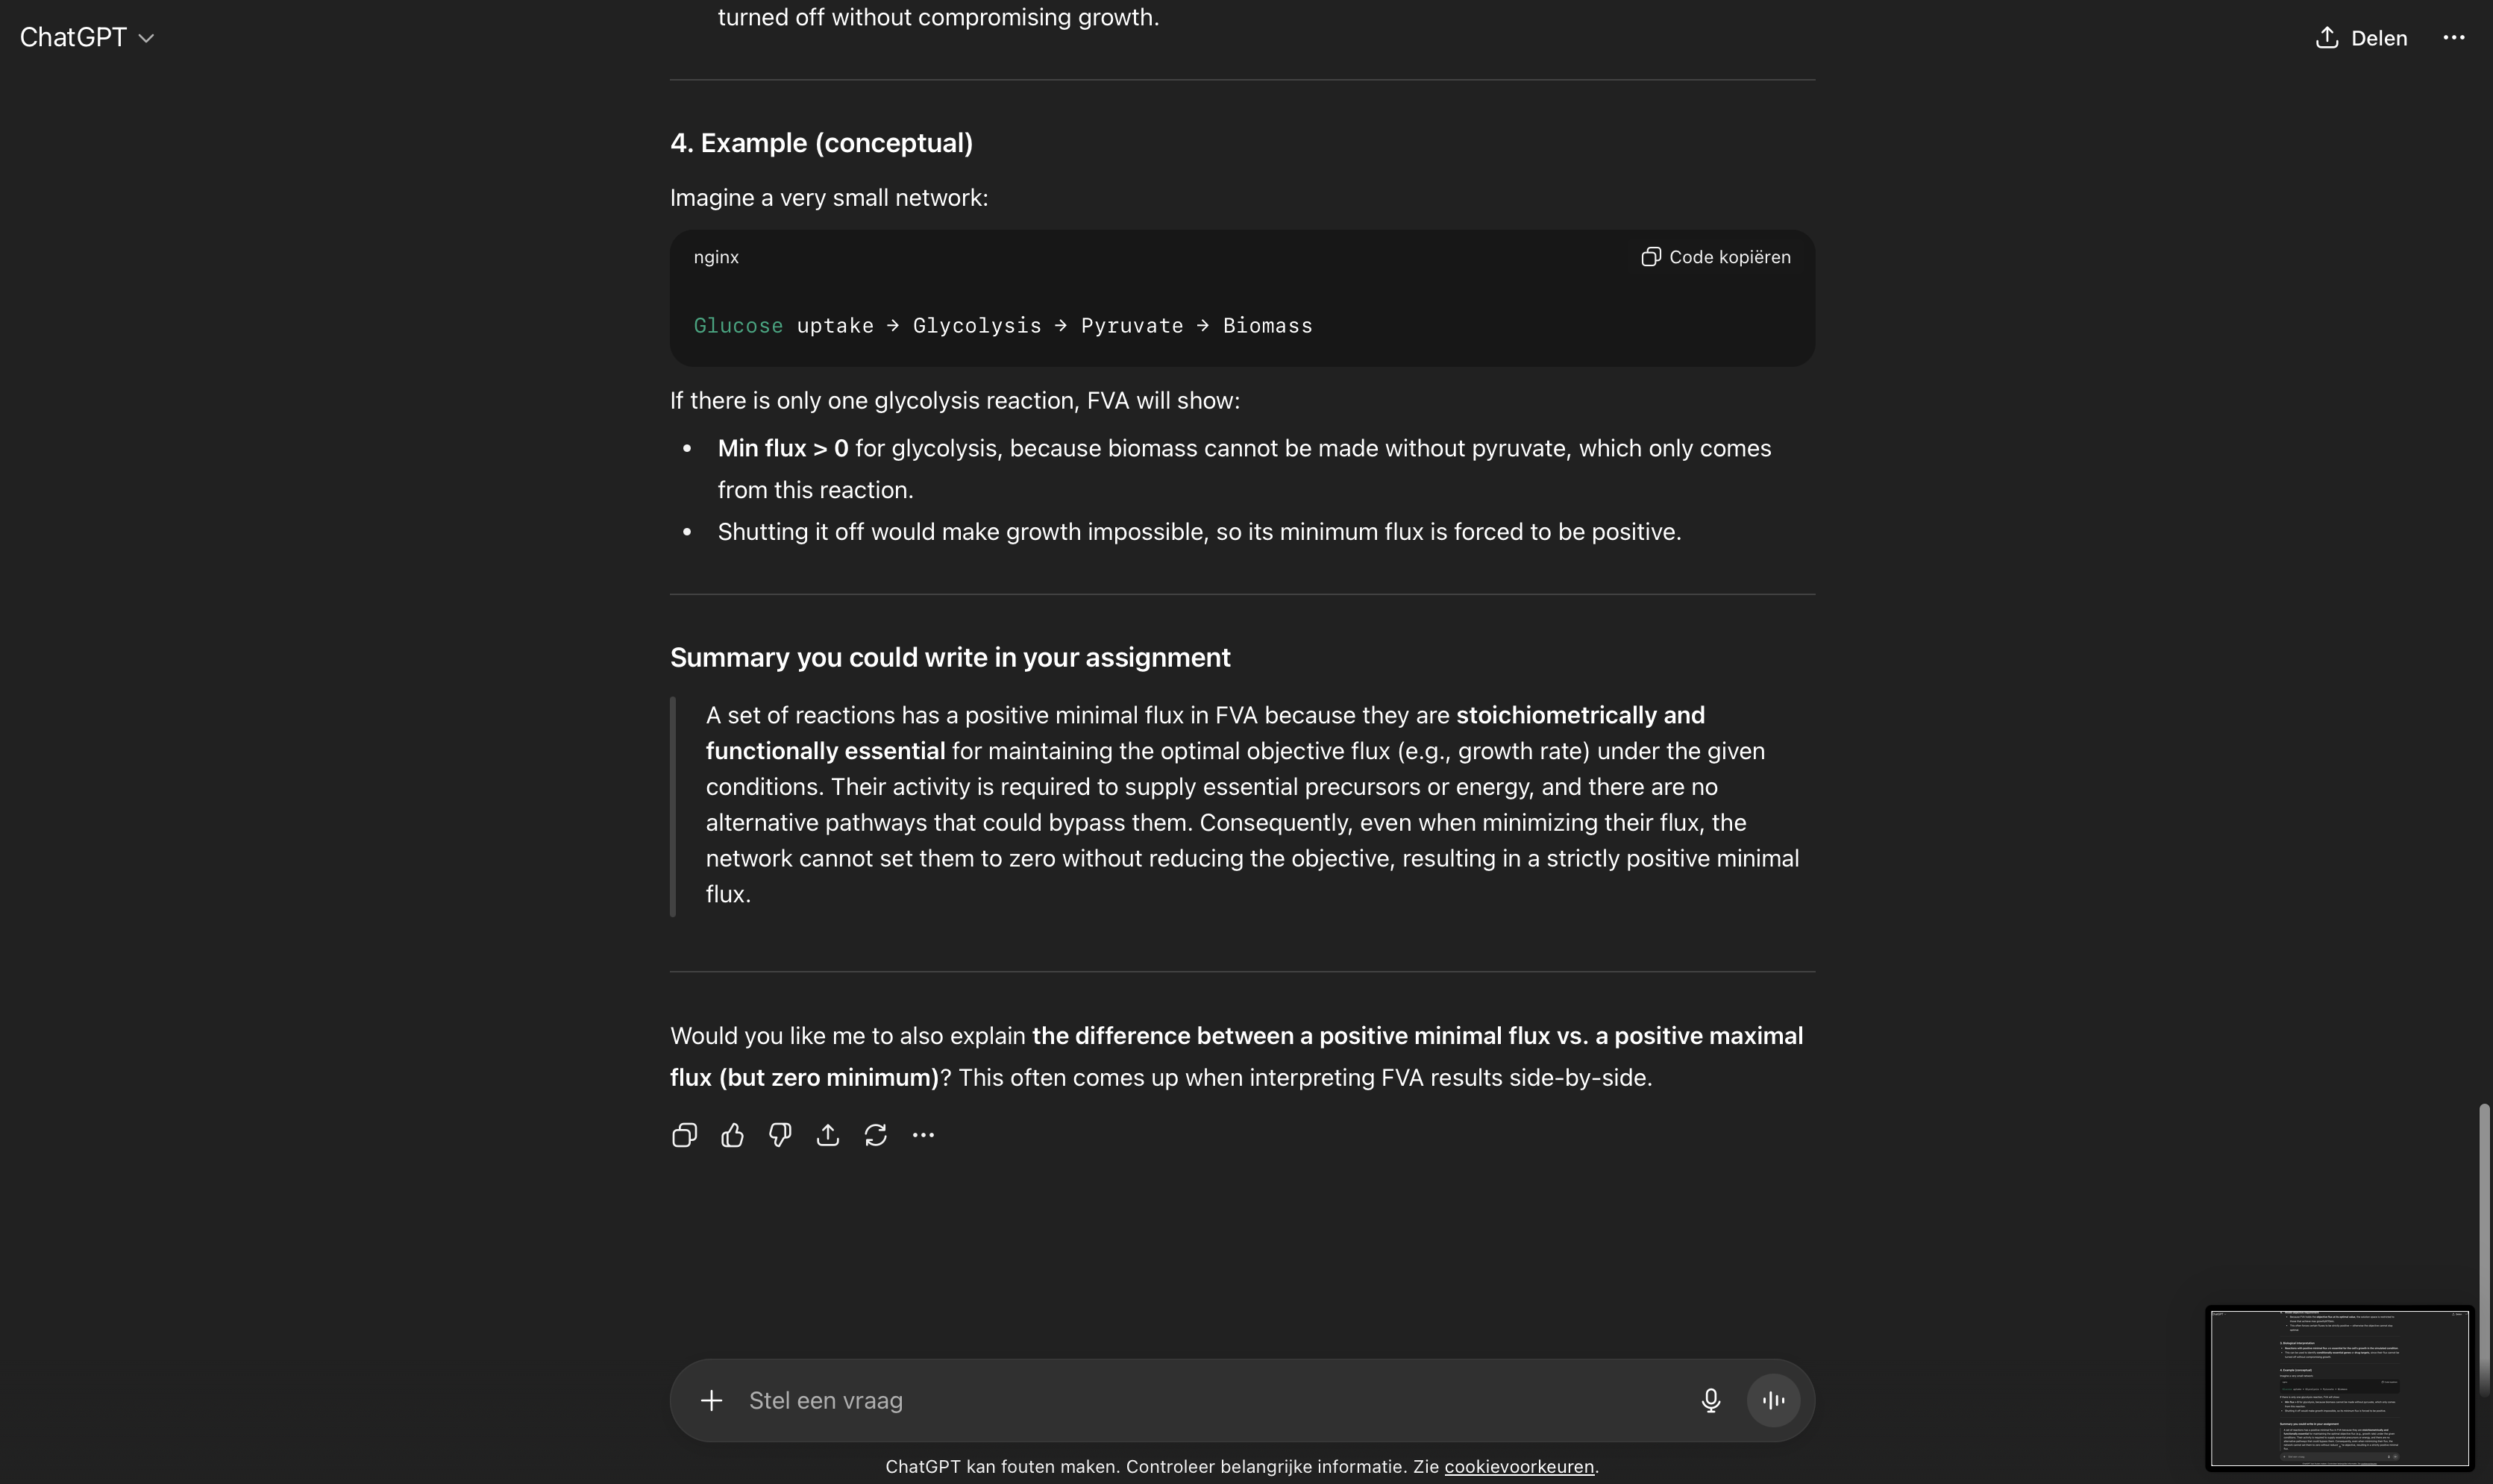 turned off without compromising growth.
ChatGPT
Delen
4. Example (conceptual)
Imagine a very small network:
nginx
Code kopiëren
Glucose uptake → Glycolysis → Pyruvate → Biomass
If there is only one glycolysis reaction, FVA will show:
• Min flux > 0 for glycolysis, because biomass cannot be made without pyruvate, which only comes
from this reaction.
• Shutting it off would make growth impossible, so its minimum flux is forced to be positive.
Summary you could write in your assignment
A set of reactions has a positive minimal flux in FVA because they are stoichiometrically and
functionally essential for maintaining the optimal objective flux (e.g., growth rate) under the given
conditions. Their activity is required to supply essential precursors or energy, and there are no
alternative pathways that could bypass them. Consequently, even when minimizing their flux, the
network cannot set them to zero without reducing the objective, resulting in a strictly positive minimal
flux.
Would you like me to also explain the difference between a positive minimal flux vs. a positive maximal
flux (but zero minimum)? This often comes up when interpreting FVA results side-by-side.
Stel een vraag
ChatGPT kan fouten maken. Controleer belangrijke informatie. Zie cookievoorkeuren.